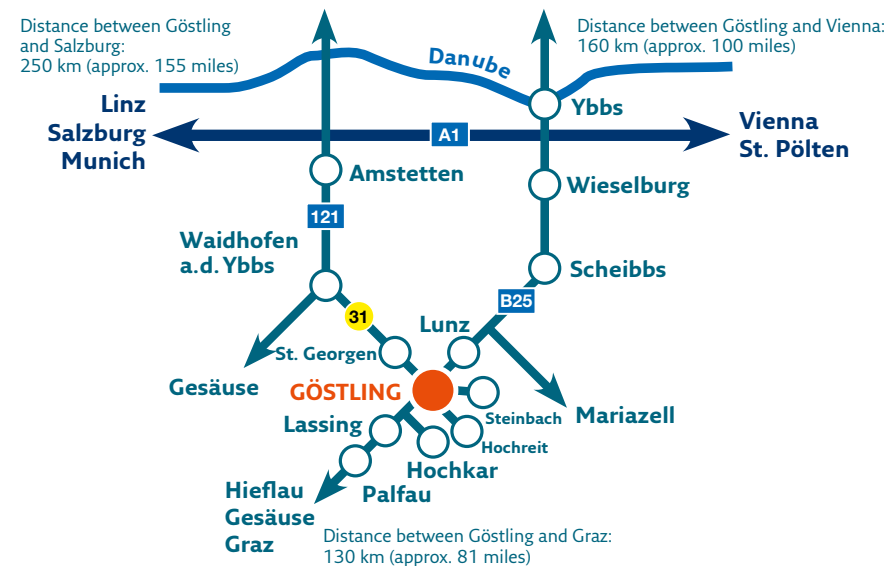 Distance between Göstling
and Salzburg:
250 km (approx. 155 miles)
Distance between Göstling and Vienna:
160 km (approx. 100 miles)
Danube
Linz
Salzburg
Munich
Ybbs
A1
Vienna
St. Pölten
Amstetten
Wieselburg
121
Waidhofen
a.d. Ybbs
Scheibbs
B25
31
Lunz
St. Georgen
Gesäuse
GÖSTLING
Steinbach
Mariazell
Lassing
Hochreit
Hochkar
Palfau
Hieflau
Gesäuse
Graz
Distance between Göstling and Graz:
130 km (approx. 81 miles)